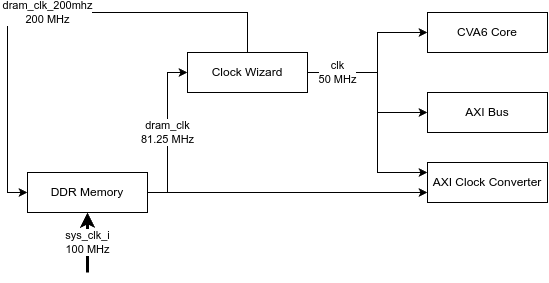 dram_clk_200mhz
200 MHz
CVA6 Core
Clock Wizard
clk
50 MHz
AXI Bus
dram_clk
81.25 MHz
AXI Clock Converter
DDR Memory
sys_clk_i
100 MHz